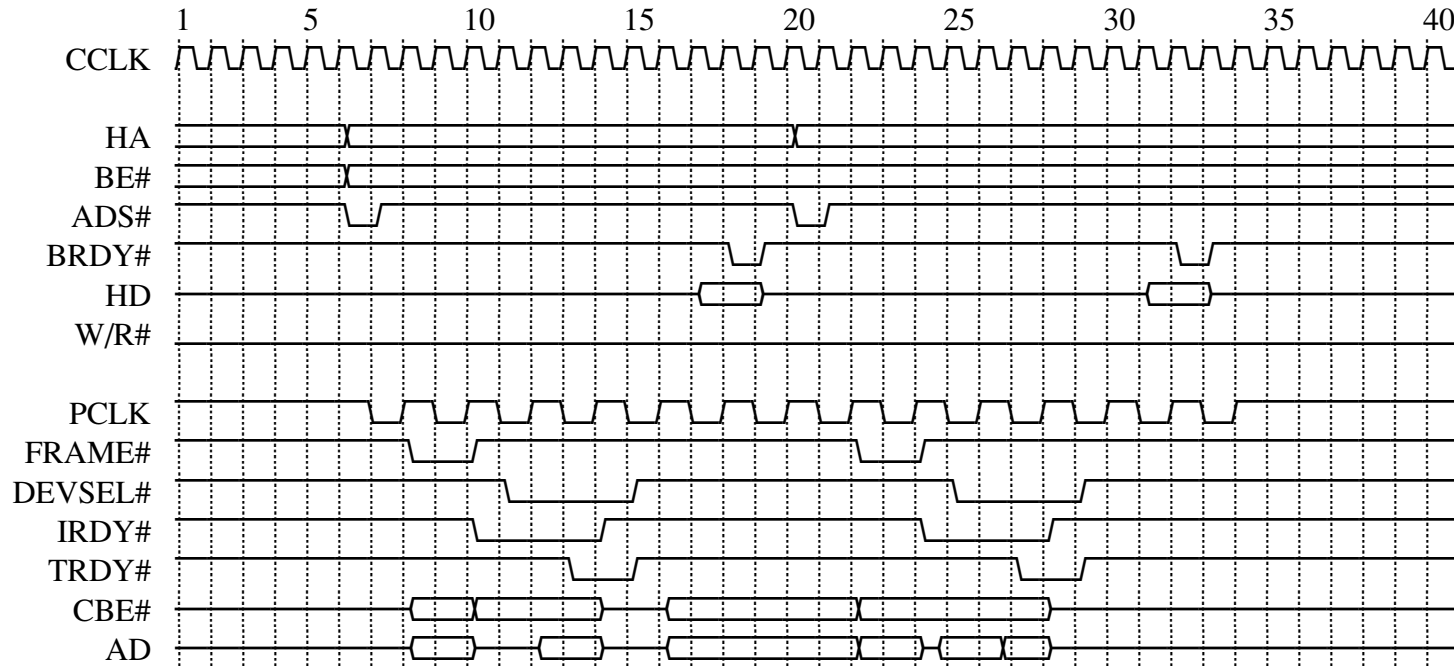 1 5 10 15 20 25 30 35 40
CCLK
HA
BE#
ADS#
BRDY#
HD
W/R#
PCLK
FRAME#
DEVSEL#
IRDY#
TRDY#
CBE#
AD